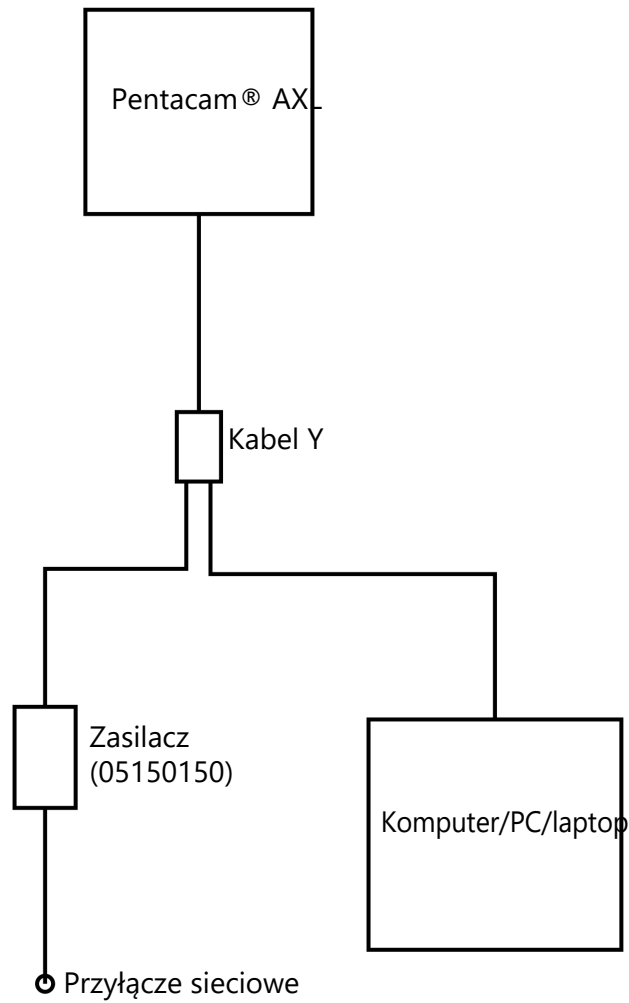 Pentacam® AXL
Kabel Y
Zasilacz
(05150150)
Komputer/PC/laptop
Przyłącze sieciowe